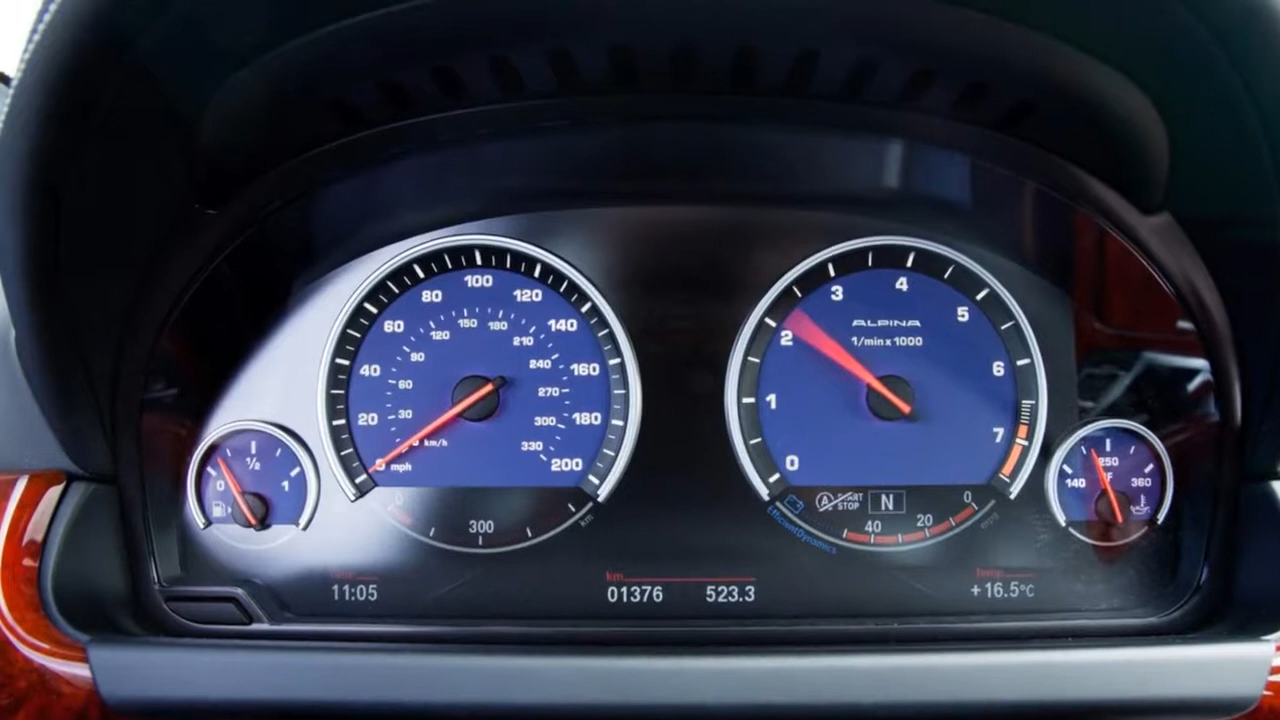 100
80 120
60 140
40 160
20 180
200
mph
150 180
120 210
90 240
60 270
30 300
330
km/h
0 1/2 1
0
300
km
3 4
2 5
1 6
0 7
ALPINA
1/min x 1000
START
STOP
N
40 20 0
mpg
EfficientDynamics
140 250 360
°F
11:05
km
01376 523.3
temp
+16.5°C